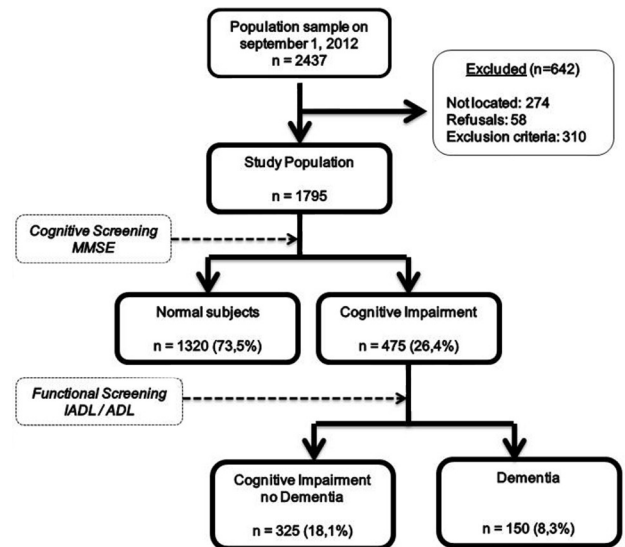 Population sample on
september 1, 2012
n = 2437
Excluded (n=642)
Not located: 274
Refusals: 58
Exclusion criteria: 310
Study Population
n = 1795
Cognitive Screening
MMSE
Normal subjects
n = 1320 (73,5%)
Cognitive Impairment
n = 475 (26,4%)
Functional Screening
IADL / ADL
Cognitive Impairment
no Dementia
n = 325 (18,1%)
Dementia
n = 150 (8,3%)